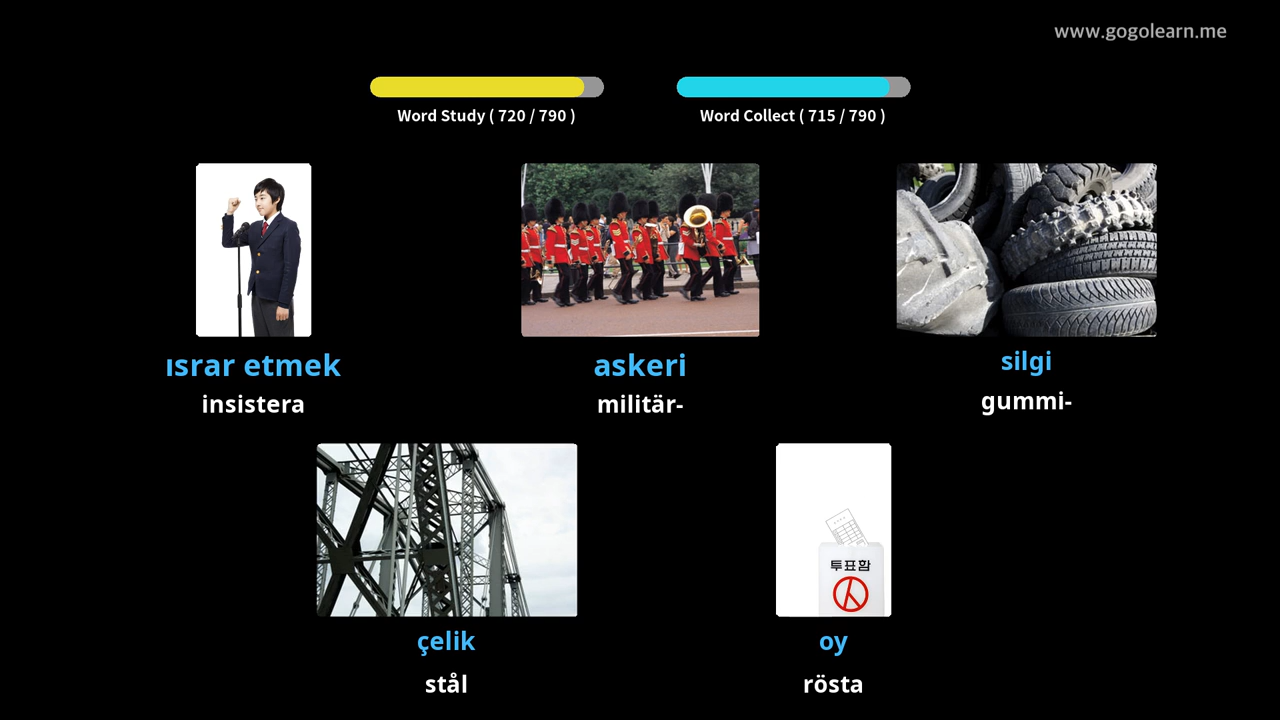 www.gogolearn.me
Word Study ( 720 / 790 )
Word Collect ( 715 / 790 )
ısrar etmek
insistera
askeri
militär-
silgi
gummi-
투표함
çelik
stål
oy
rösta